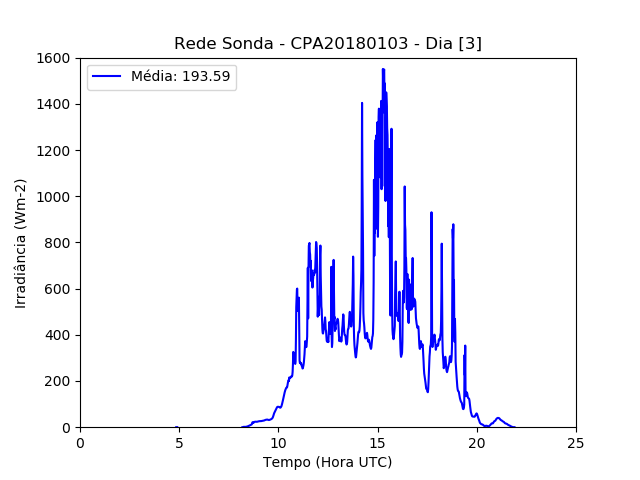 Rede Sonda - CPA20180103 - Dia [3]
Média: 193.59
1600
1400
1200
1000
800
600
400
200
0
Irradiância (Wm-2)
0 5 10 15 20 25
Tempo (Hora UTC)